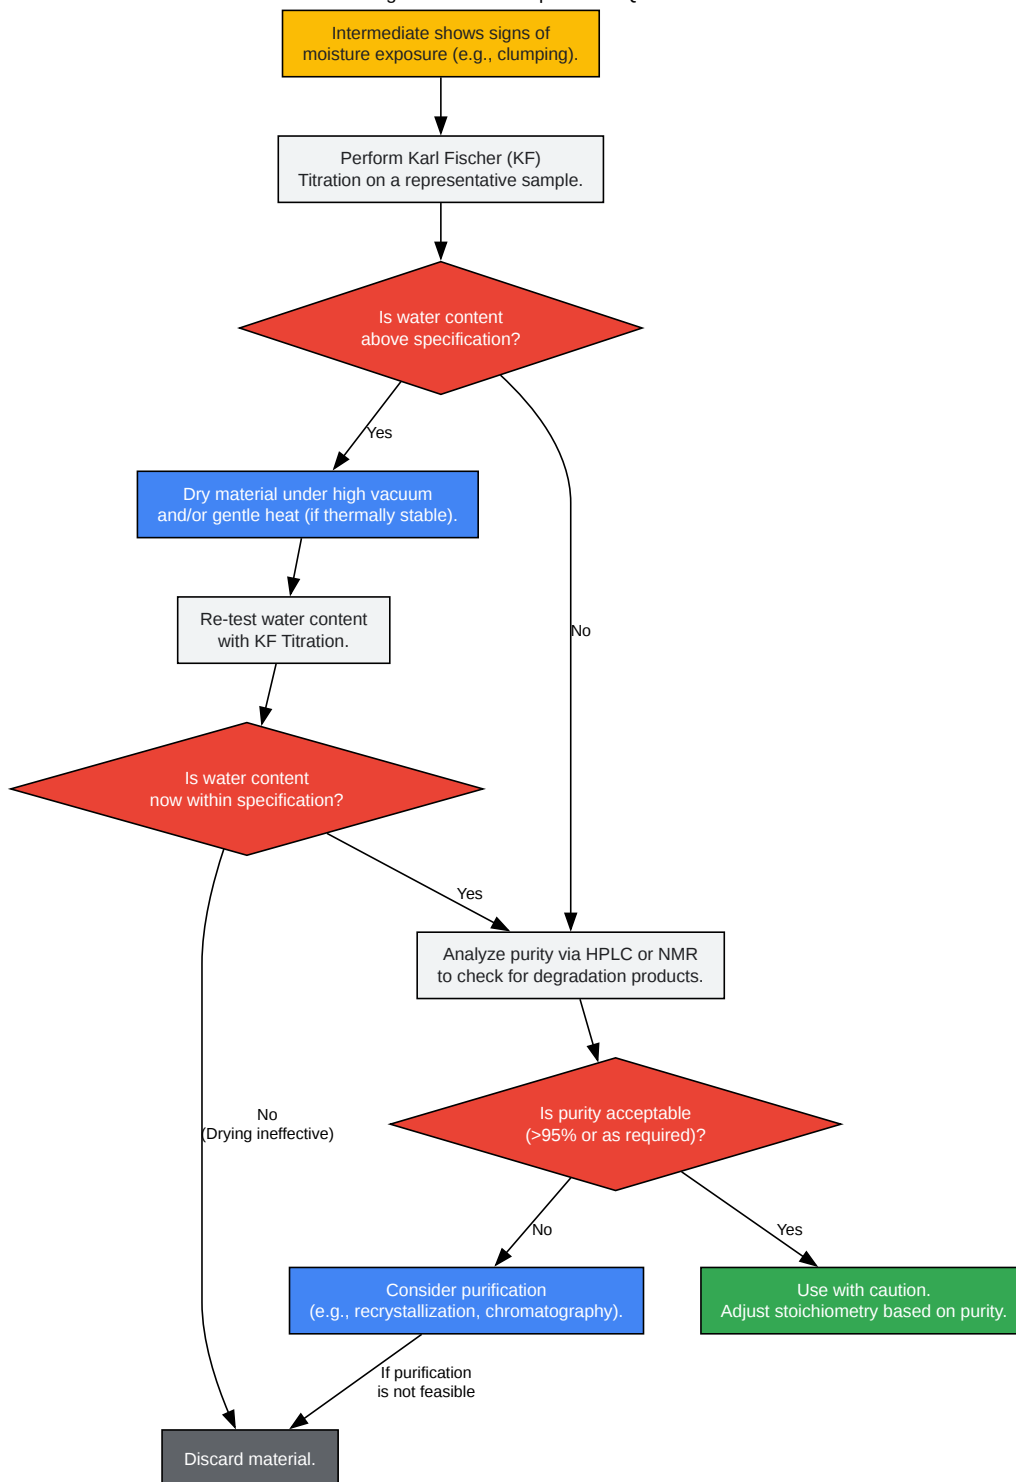 Intermediate shows signs of
moisture exposure (e.g., clumping).
Perform Karl Fischer (KF)
Titration on a representative sample.
Is water content
above specification?
Yes
Dry material under high vacuum
and/or gentle heat (if thermally stable).
Re-test water content
with KF Titration.
No
Is water content
now within specification?
Yes
Analyze purity via HPLC or NMR
to check for degradation products.
No
(Drying ineffective)
Is purity acceptable
(>95% or as required)?
No
Yes
Consider purification
(e.g., recrystallization, chromatography).
Use with caution.
Adjust stoichiometry based on purity.
If purification
is not feasible
Discard material.